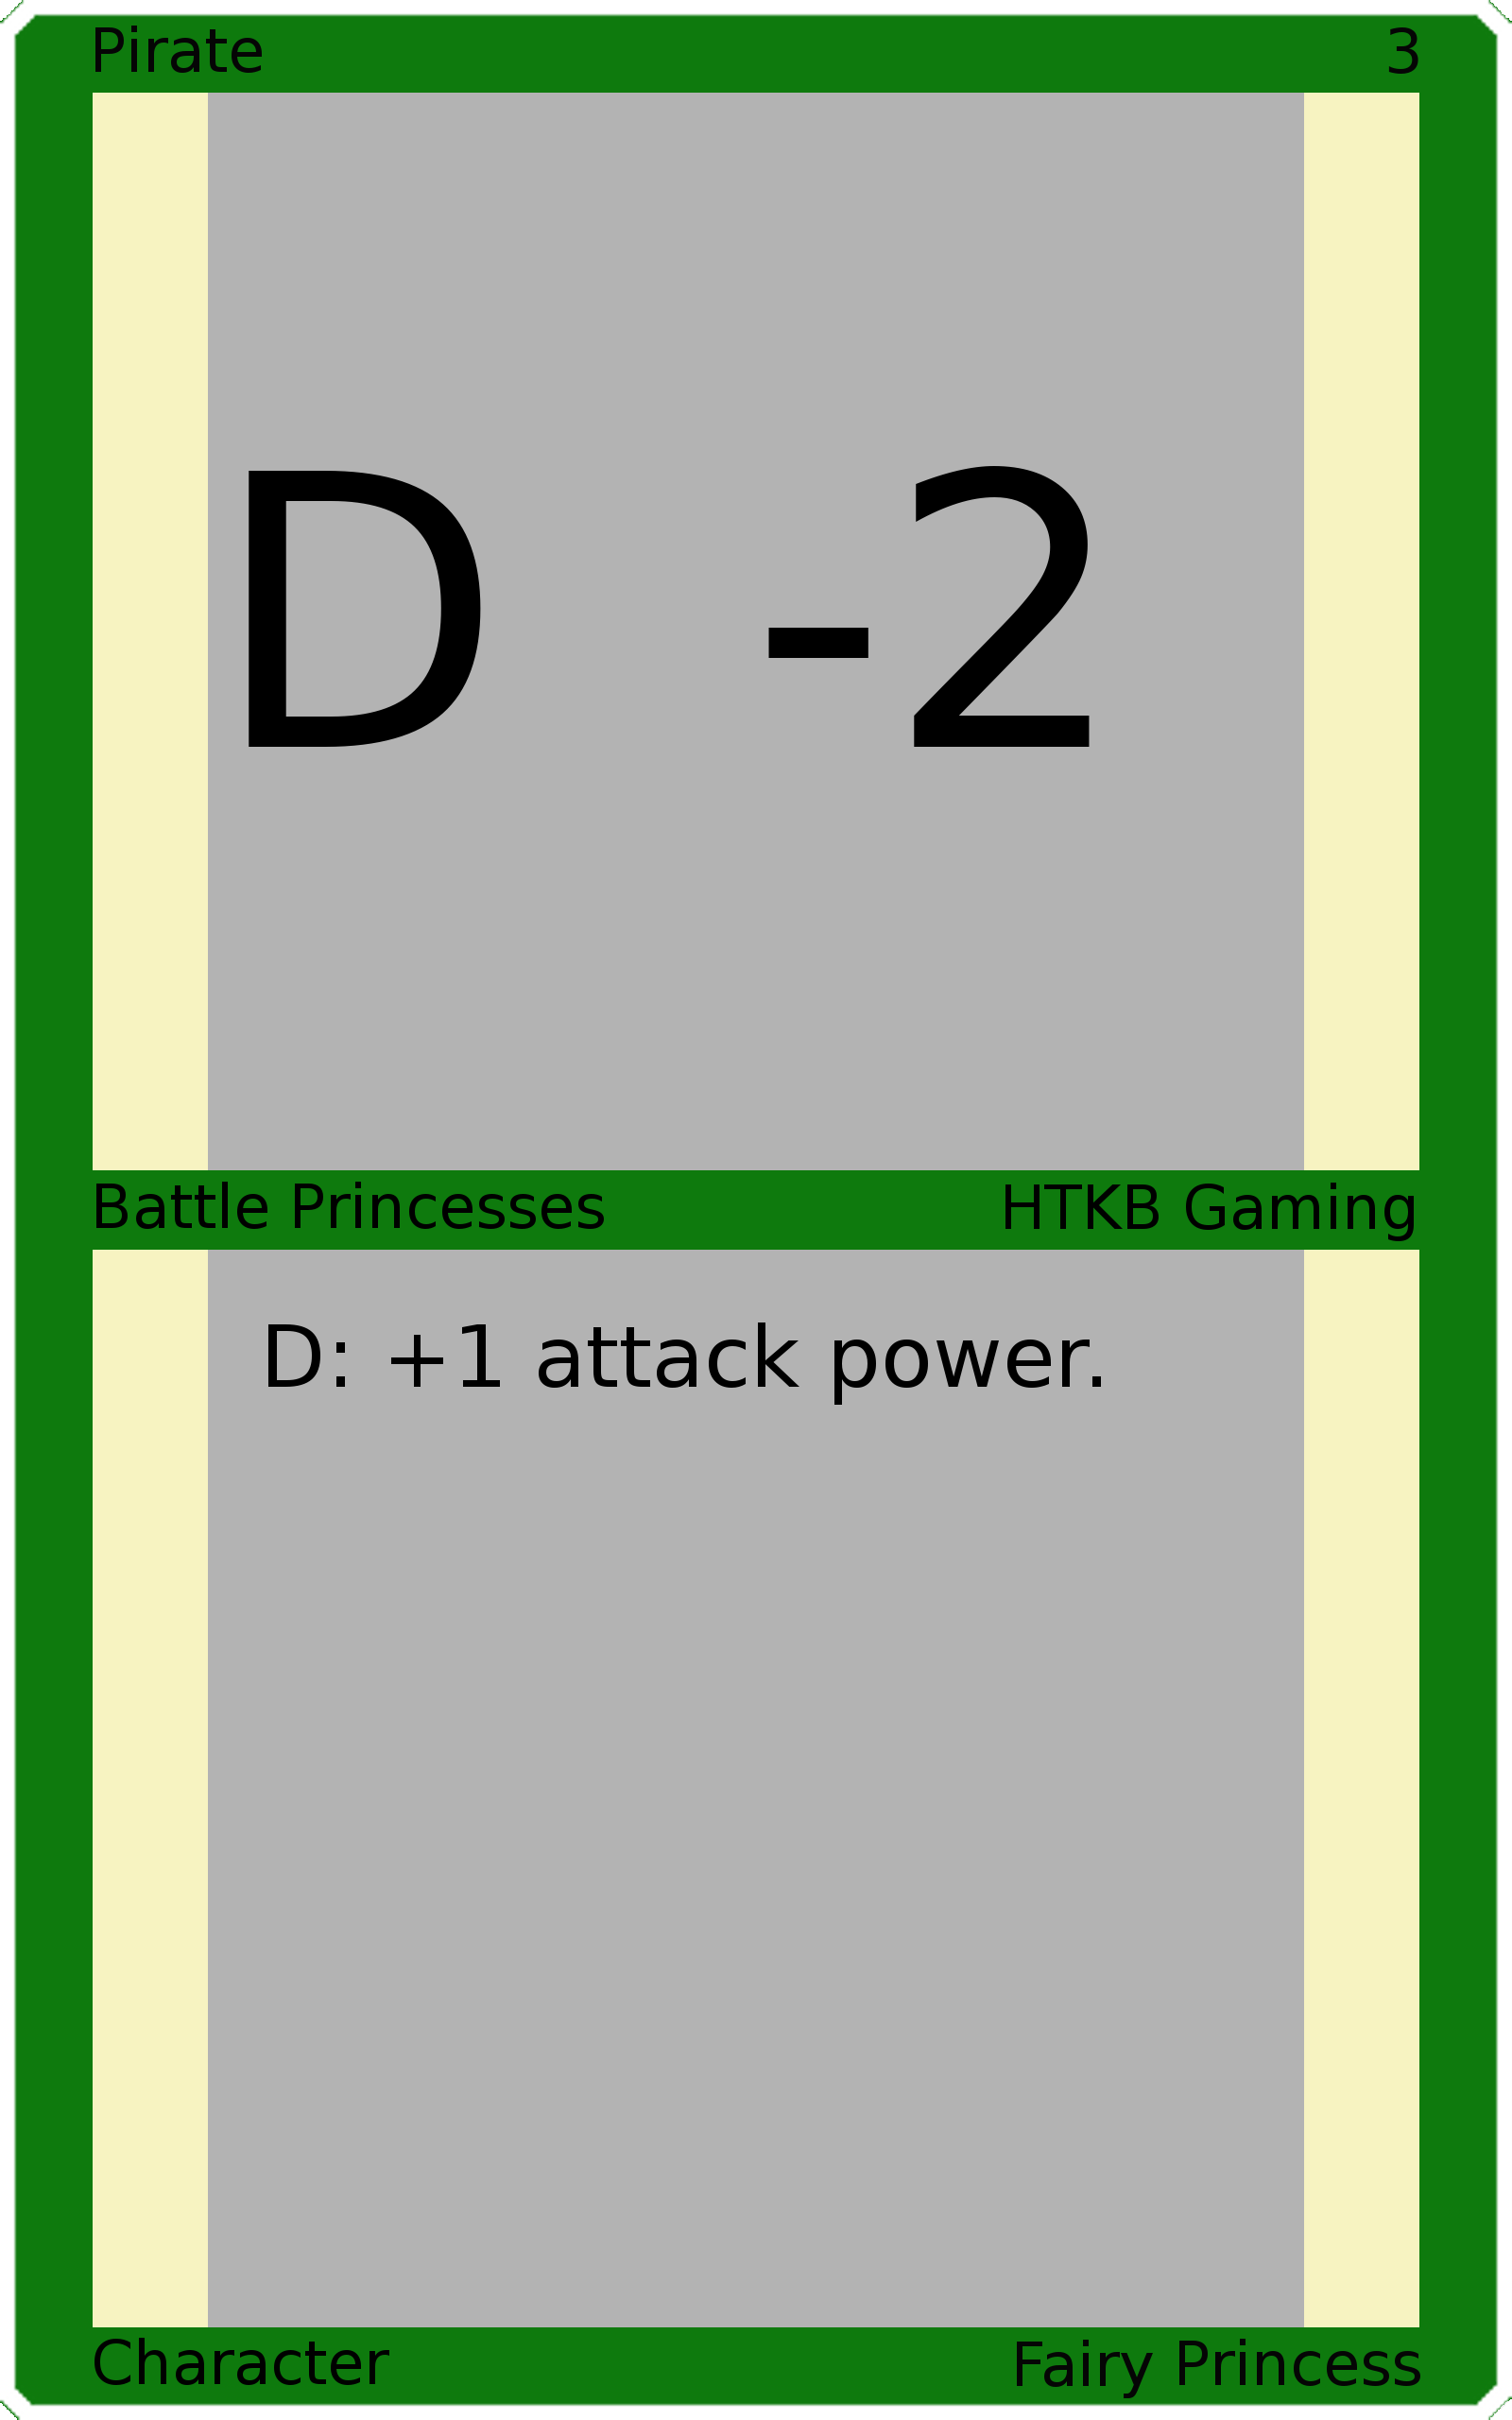 Pirate 3
D -2
Battle Princesses HTKB Gaming
D: +1 attack power.
Character Fairy Princess